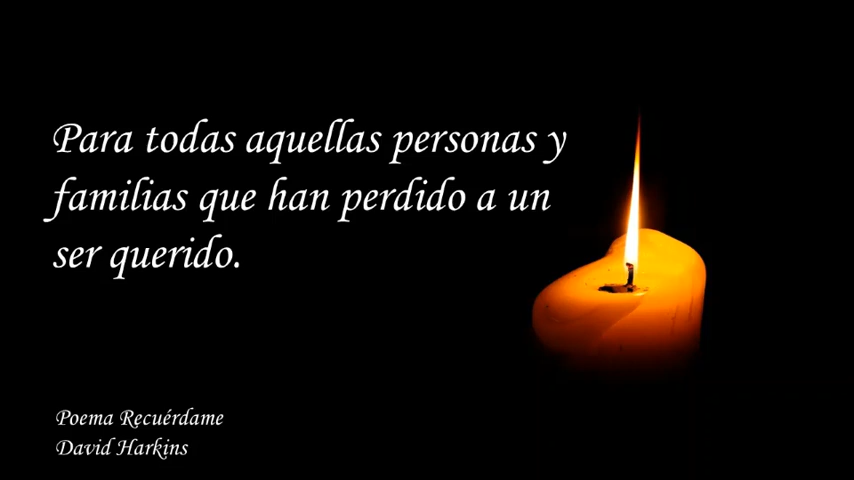 Para todas aquellas personas y
familias que han perdido a un
ser querido.
Poema Recuérdame
David Harkins